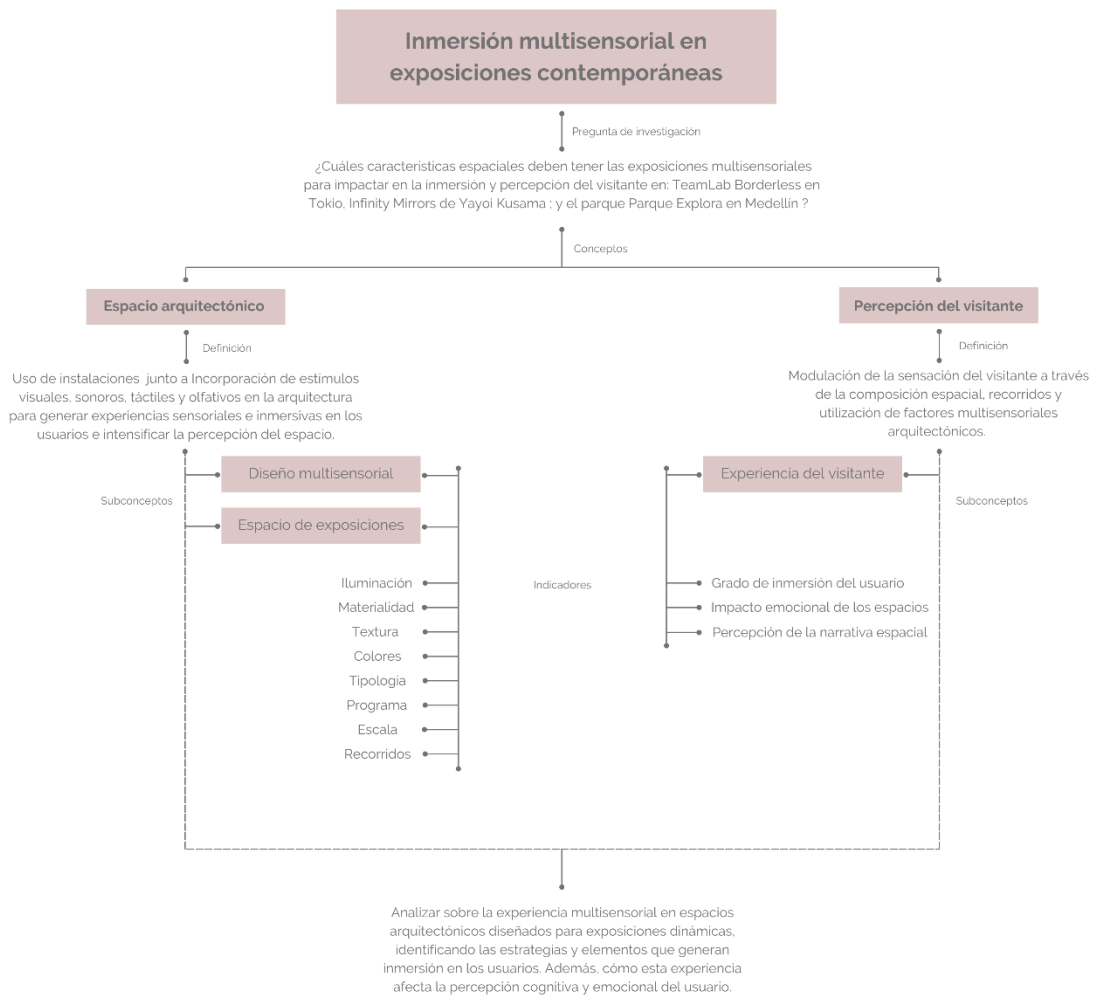 Inmersión multisensorial en
exposiciones contemporáneas
Pregunta de investigación
¿Cuáles características espaciales deben tener las exposiciones multisensoriales
para impactar en la inmersión y percepción del visitante en: TeamLab Borderless en
Tokio, Infinity Mirrors de Yayoi Kusama ; y el parque Parque Explora en Medellín ?
Conceptos
Espacio arquitectónico
Definición
Uso de instalaciones junto a Incorporación de estímulos
visuales, sonoros, táctiles y olfativos en la arquitectura
para generar experiencias sensoriales e inmersivas en los
usuarios e intensificar la percepción del espacio.
Subconceptos
Diseño multisensorial
Espacio de exposiciones
Iluminación
Materialidad
Textura
Colores
Tipología
Programa
Escala
Recorridos
Indicadores
Percepción del visitante
Definición
Modulación de la sensación del visitante a través
de la composición espacial, recorridos y
utilización de factores multisensoriales
arquitectónicos.
Experiencia del visitante
Subconceptos
Grado de inmersión del usuario
Impacto emocional de los espacios
Percepción de la narrativa espacial
Analizar sobre la experiencia multisensorial en espacios
arquitectónicos diseñados para exposiciones dinámicas,
identificando las estrategias y elementos que generan
inmersión en los usuarios. Además, cómo esta experiencia
afecta la percepción cognitiva y emocional del usuario.